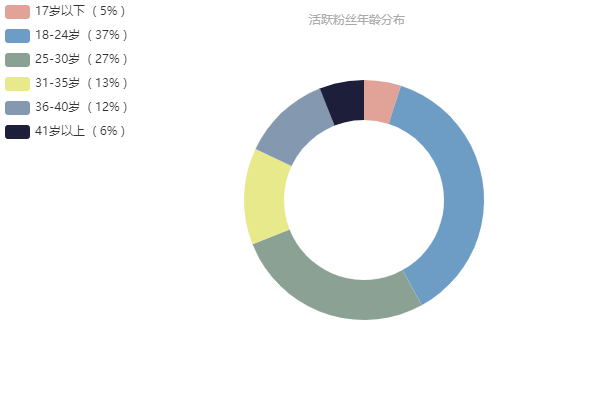 活跃粉丝年龄分布
17岁以下（5%）
18-24岁（37%）
25-30岁（27%）
31-35岁（13%）
36-40岁（12%）
41岁以上（6%）